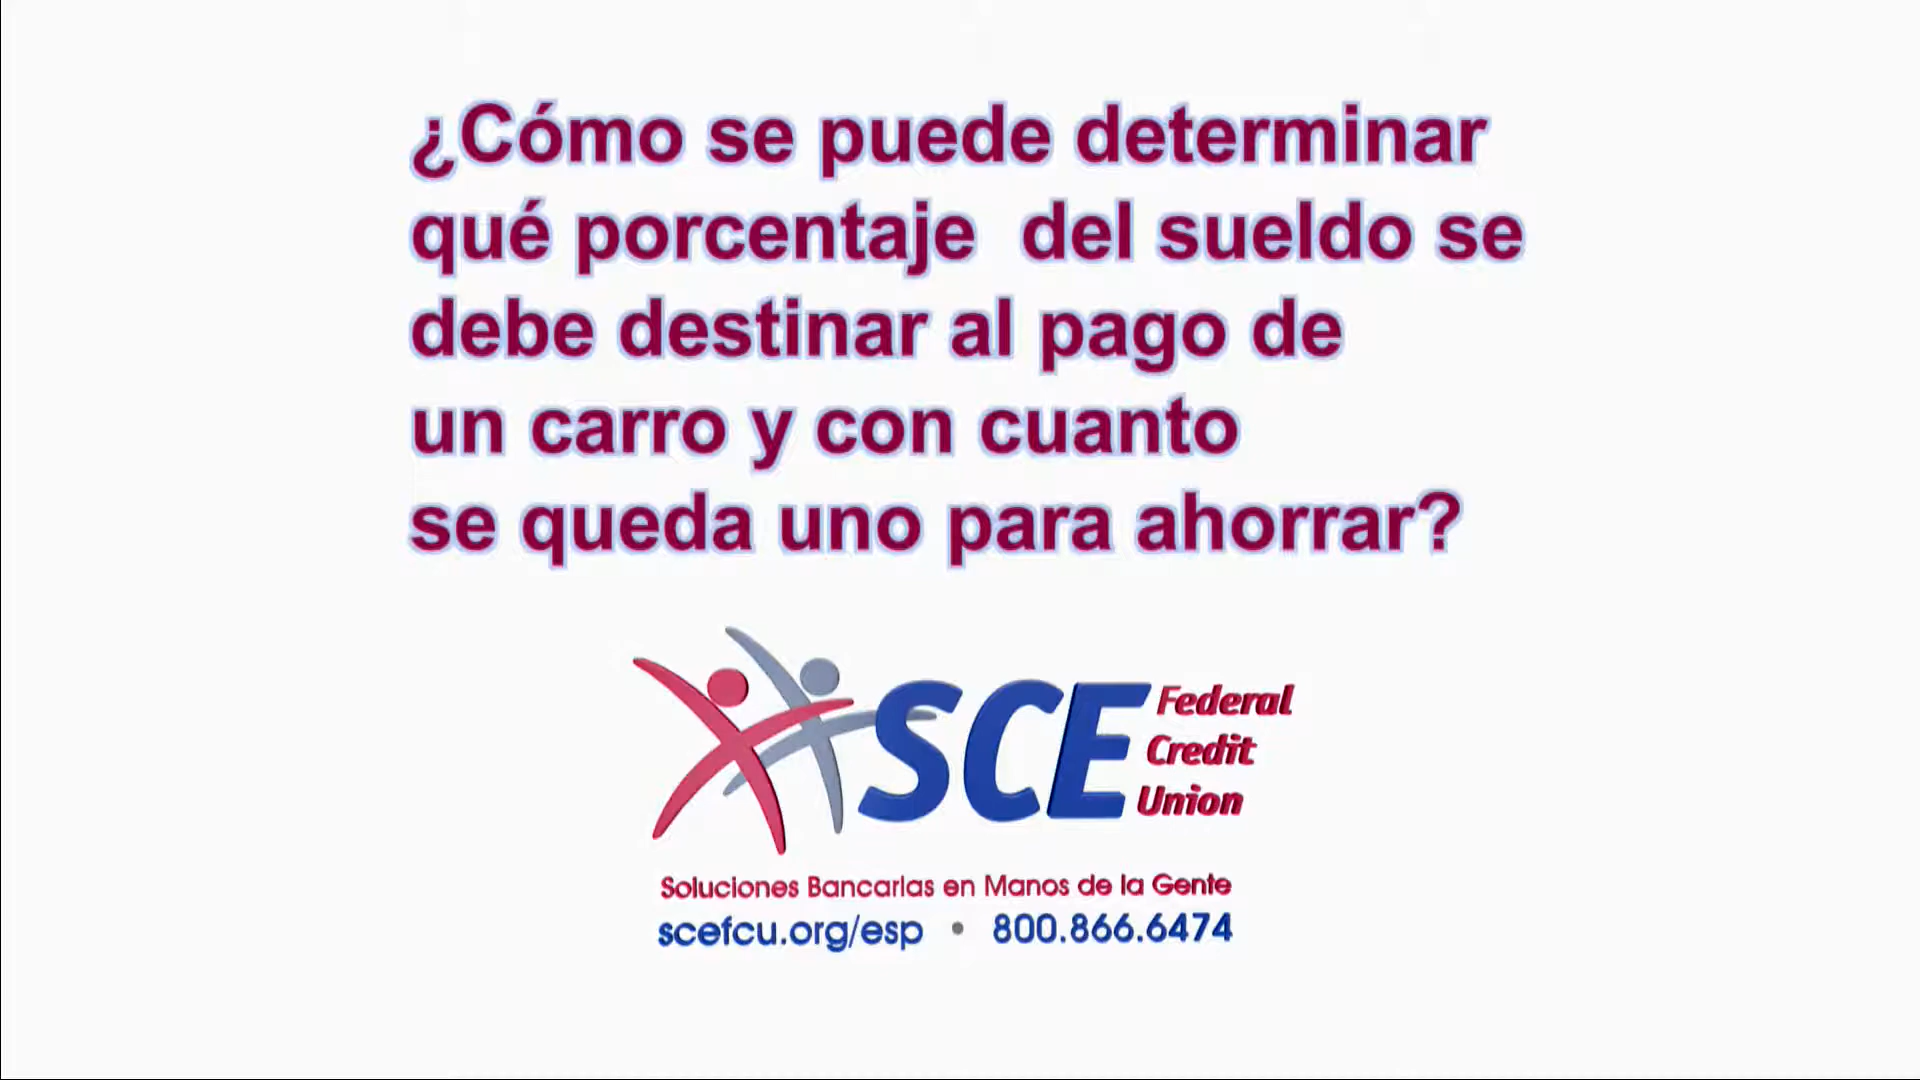 ¿Cómo se puede determinar
qué porcentaje  del sueldo se
debe destinar al pago de
un carro y con cuanto
se queda uno para ahorrar?
SCE Federal
Credit
Union
Soluciones Bancarias en Manos de la Gente
scefcu.org/esp • 800.866.6474